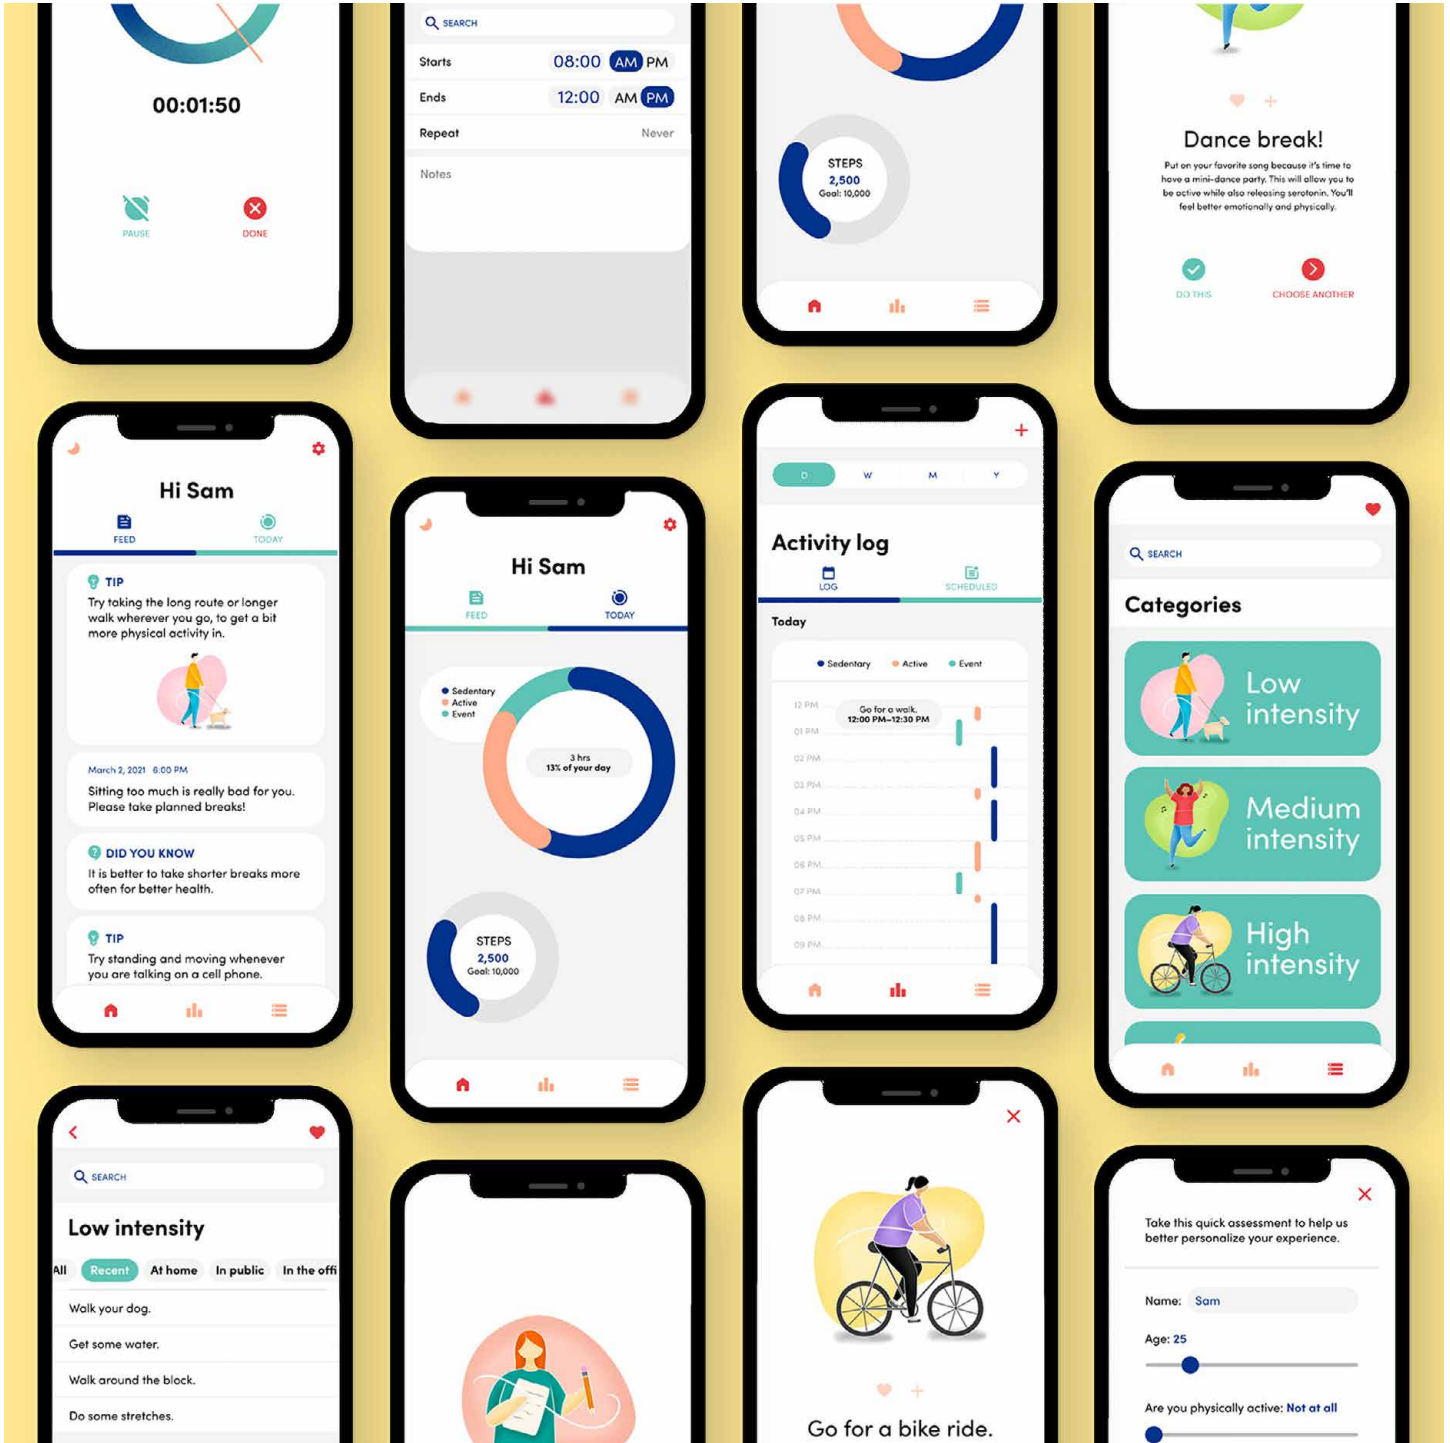 00:01:50
PAUSE
DONE
Hi Sam
FEED
TODAY
TIP
Try taking the long route or longer
walk wherever you go, to get a bit
more physical activity in.
March 2, 2021 6:00 PM
Sitting too much is really bad for you.
Please take planned breaks!
DID YOU KNOW
It is better to take shorter breaks more
often for better health.
TIP
Try standing and moving whenever
you are talking on a cell phone.
SEARCH
Low intensity
All Recent At home In public In the offi
Walk your dog.
Get some water.
Walk around the block.
Do some stretches.
SEARCH
Starts 08:00 AM PM
Ends 12:00 AM PM
Repeat Never
Notes
Hi Sam
FEED
TODAY
Sedentary
Active
Event
3 hrs
13% of your day
STEPS
2,500
Goal: 10,000
STEPS
2,500
Goal: 10,000
D W M Y
Activity log
LOG
SCHEDULED
Today
Sedentary Active Event
12 PM
Go for a walk.
12:00 PM–12:30 PM
01 PM
02 PM
03 PM
04 PM
05 PM
06 PM
07 PM
08 PM
09 PM
Go for a bike ride.
Dance break!
Put on your favorite song because it's time to
have a mini-dance party. This will allow you to
be active while also releasing serotonin. You'll
feel better emotionally and physically.
DO THIS
CHOOSE ANOTHER
SEARCH
Categories
Low
intensity
Medium
intensity
High
intensity
Take this quick assessment to help us
better personalize your experience.
Name: Sam
Age: 25
Are you physically active: Not at all